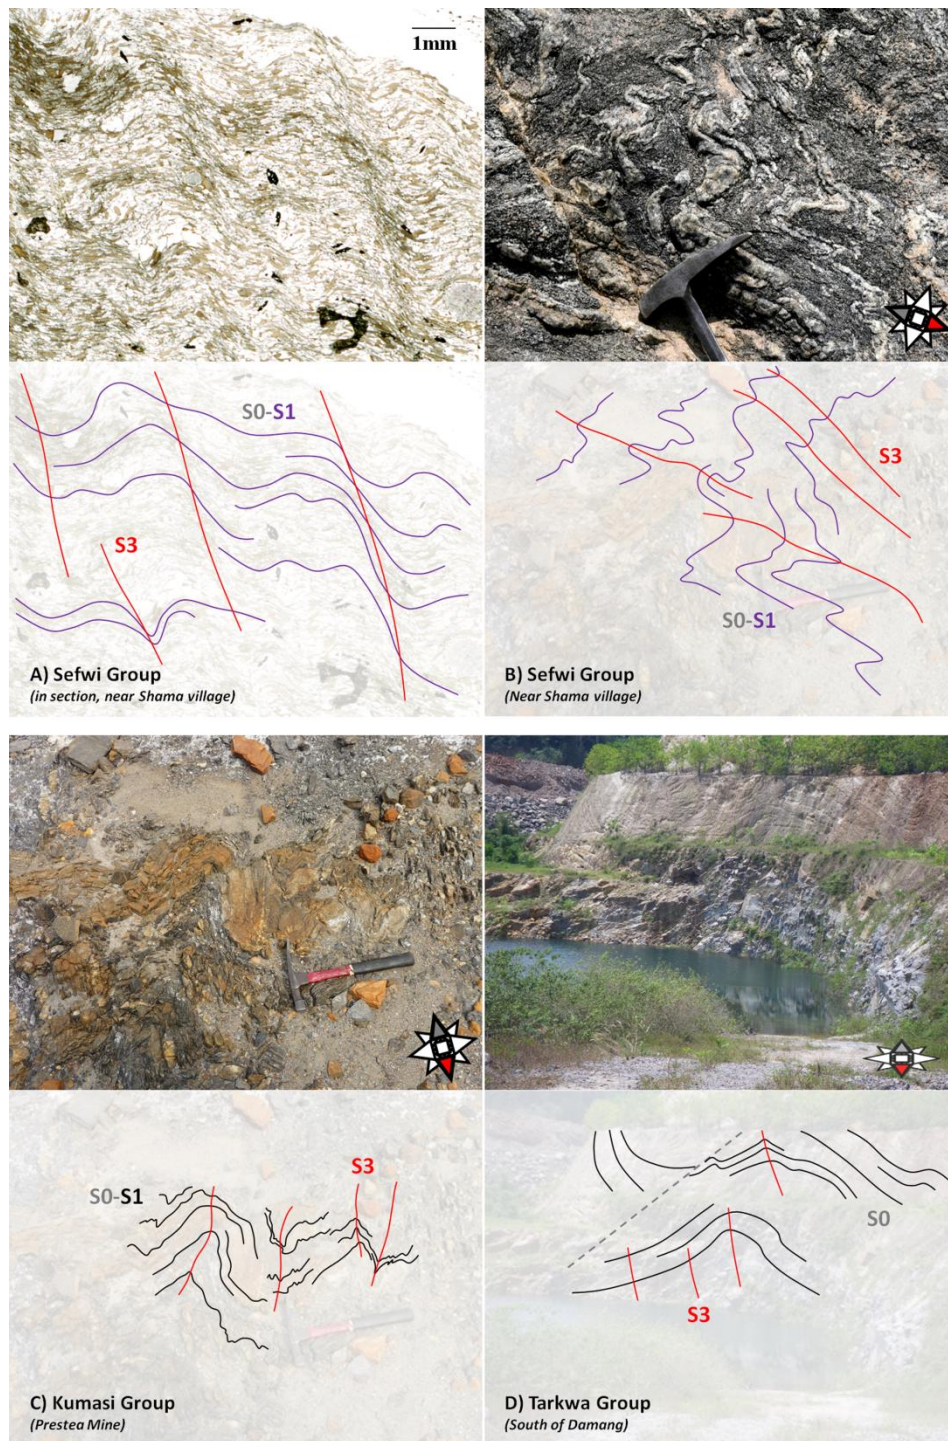 1mm
S0-S1
S3
A) Sefwi Group
(in section, near Shama village)
S3
S0-S1
B) Sefwi Group
(Near Shama village)
S3
S0-S1
C) Kumasi Group
(Prestea Mine)
S0
S3
D) Tarkwa Group
(South of Damang)